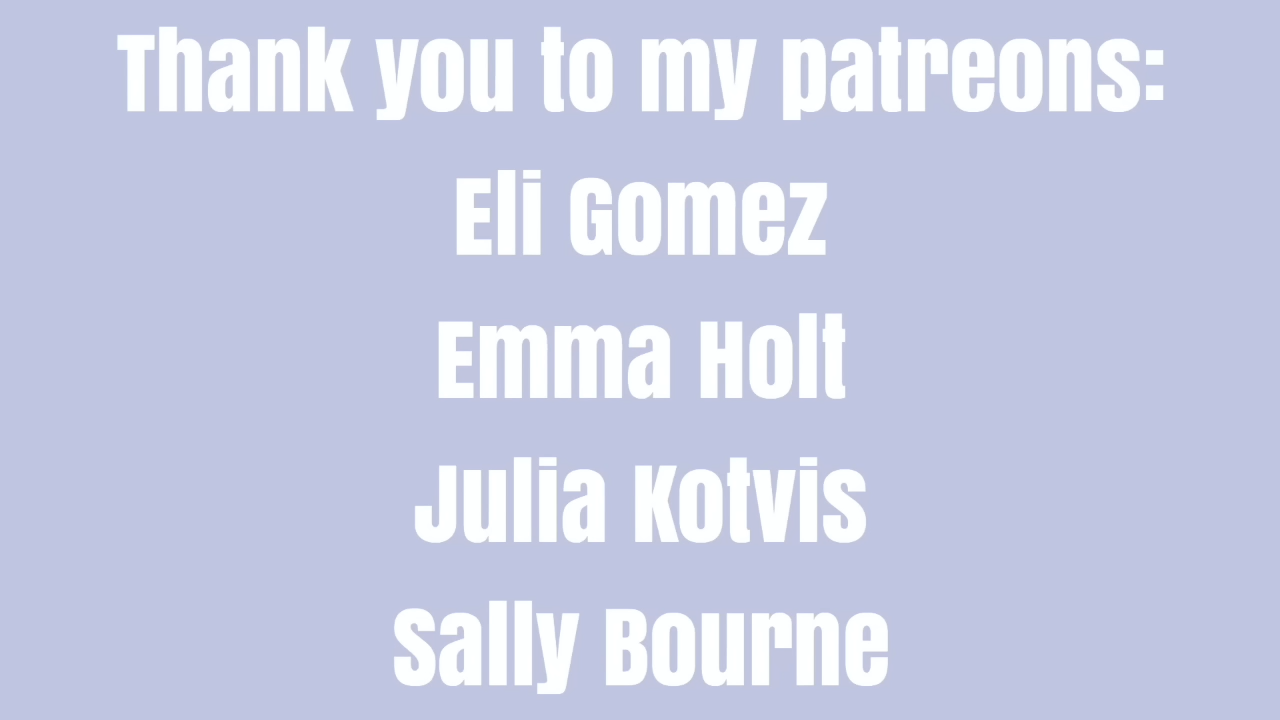 Thank you to my patreons:
Eli Gomez
Emma Holt
Julia Kotvis
Sally Bourne